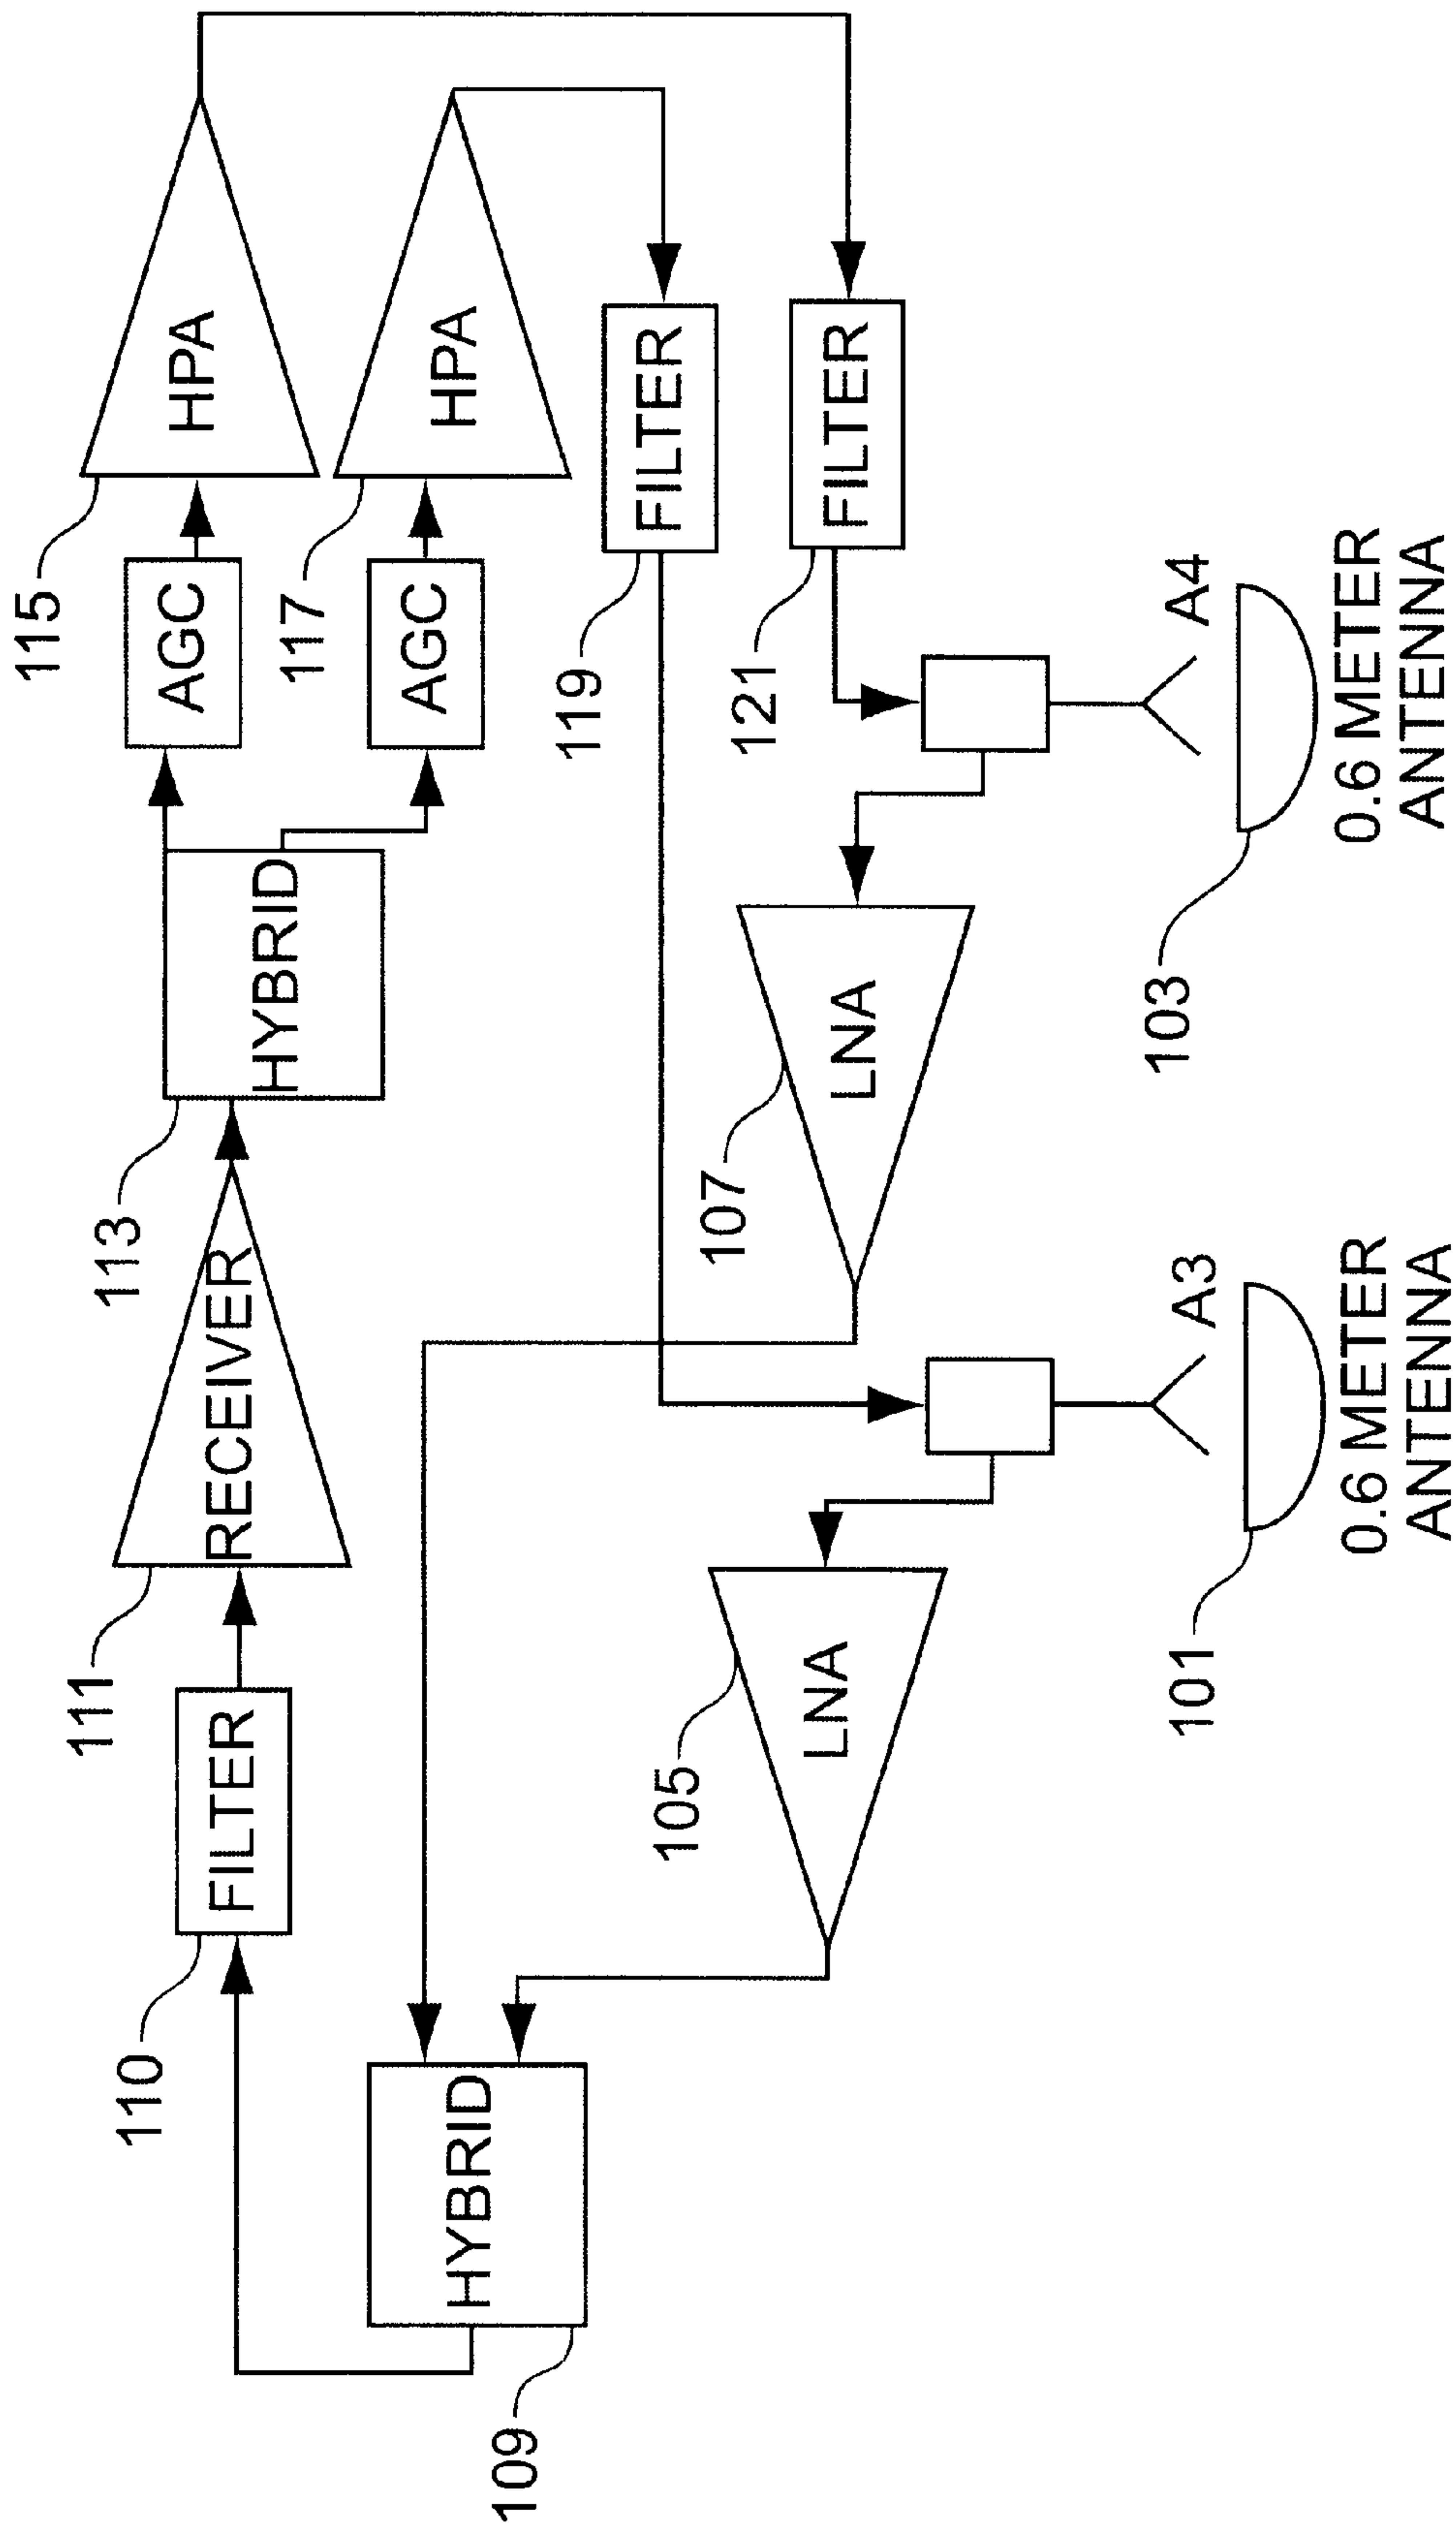 109
HYBRID
110
FILTER
111
RECEIVER
113
HYBRID
AGC
115
HPA
AGC
117
HPA
119
FILTER
121
FILTER
105
LNA
107
LNA
101
A3
0.6 METER
ANTENNA
103
A4
0.6 METER
ANTENNA